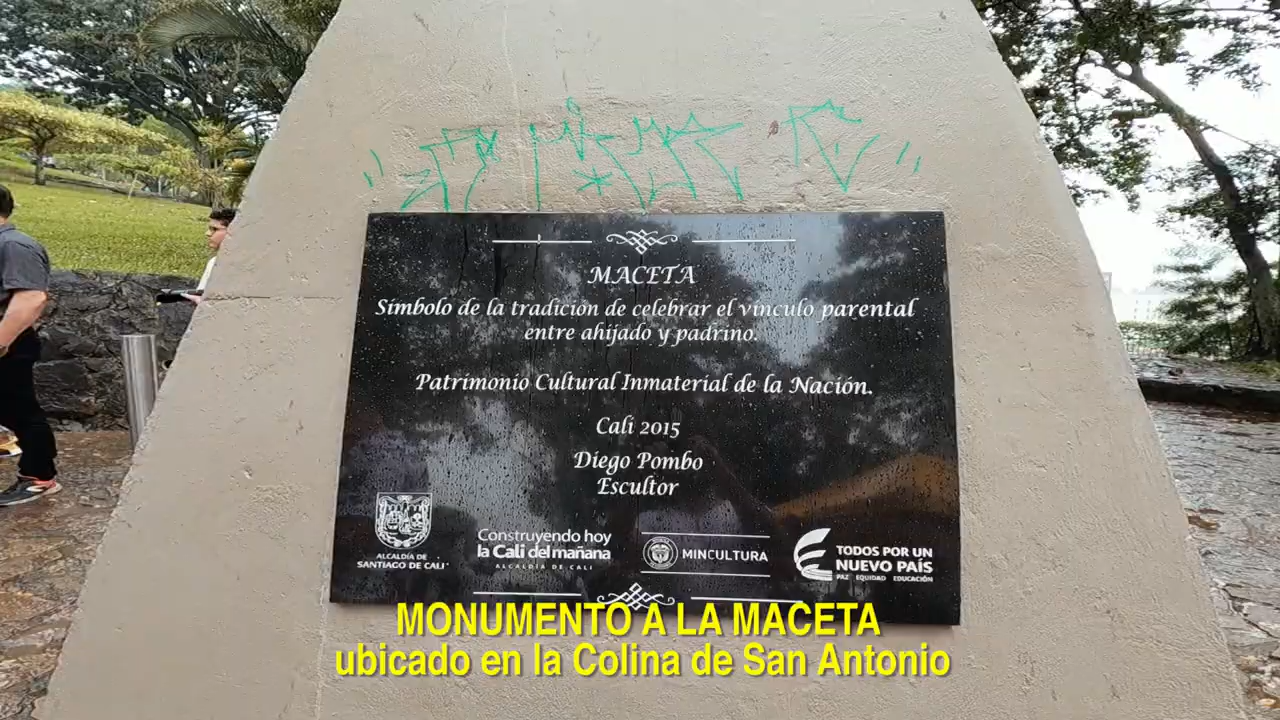 MACETA
Símbolo de la tradición de celebrar el vínculo parental
entre ahijado y padrino.
Patrimonio Cultural Inmaterial de la Nación.
Cali 2015
Diego Pombo
Escultor
ALCALDÍA DE
SANTIAGO DE CALI
Construyendo hoy
la Cali del mañana
ALCALDÍA DE CALI
MINCULTURA
TODOS POR UN
NUEVO PAÍS
PAZ EQUIDAD EDUCACIÓN
MONUMENTO A LA MACETA
ubicado en la Colina de San Antonio